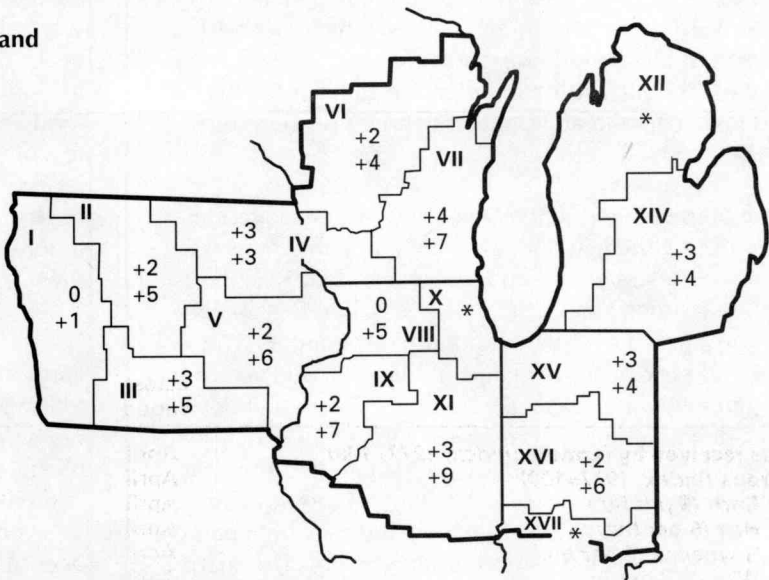 and
XII
*
VI
+2
+4
VII
XIV
II
+4
+7
+3
+3
IV
+3
+4
+2
+5
0
+1
0
+5
X
*
V
VIII
+2
+6
+3
+4
XV
III
+3
+5
IX
+2
+7
XI
+3
+9
XVI
+2
+6
XVII
*